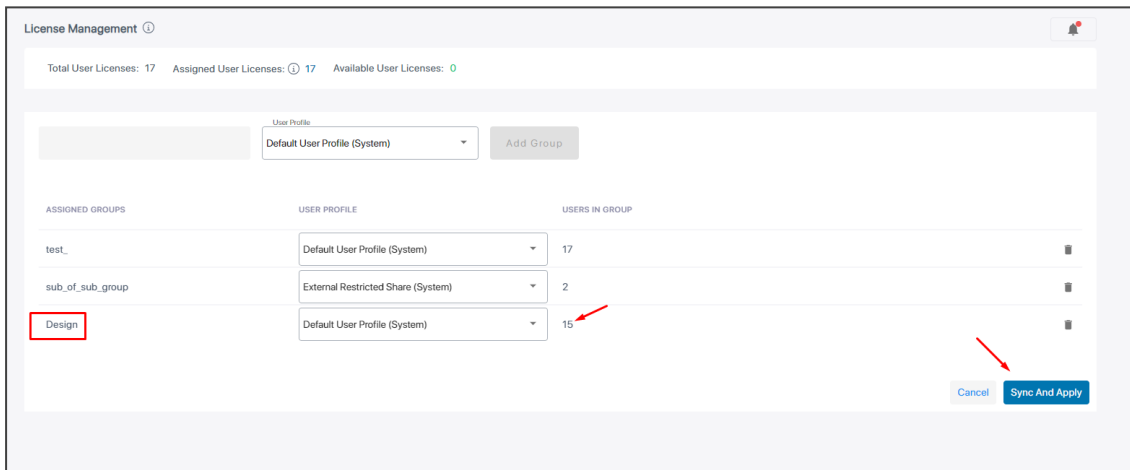 License Management
Total User Licenses: 17 Assigned User Licenses: 17 Available User Licenses: 0
User Profile
Default User Profile (System) Add Group
ASSIGNED GROUPS USER PROFILE USERS IN GROUP
test_ Default User Profile (System) 17
sub_of_sub_group External Restricted Share (System) 2
Design Default User Profile (System) 15
Cancel Sync And Apply